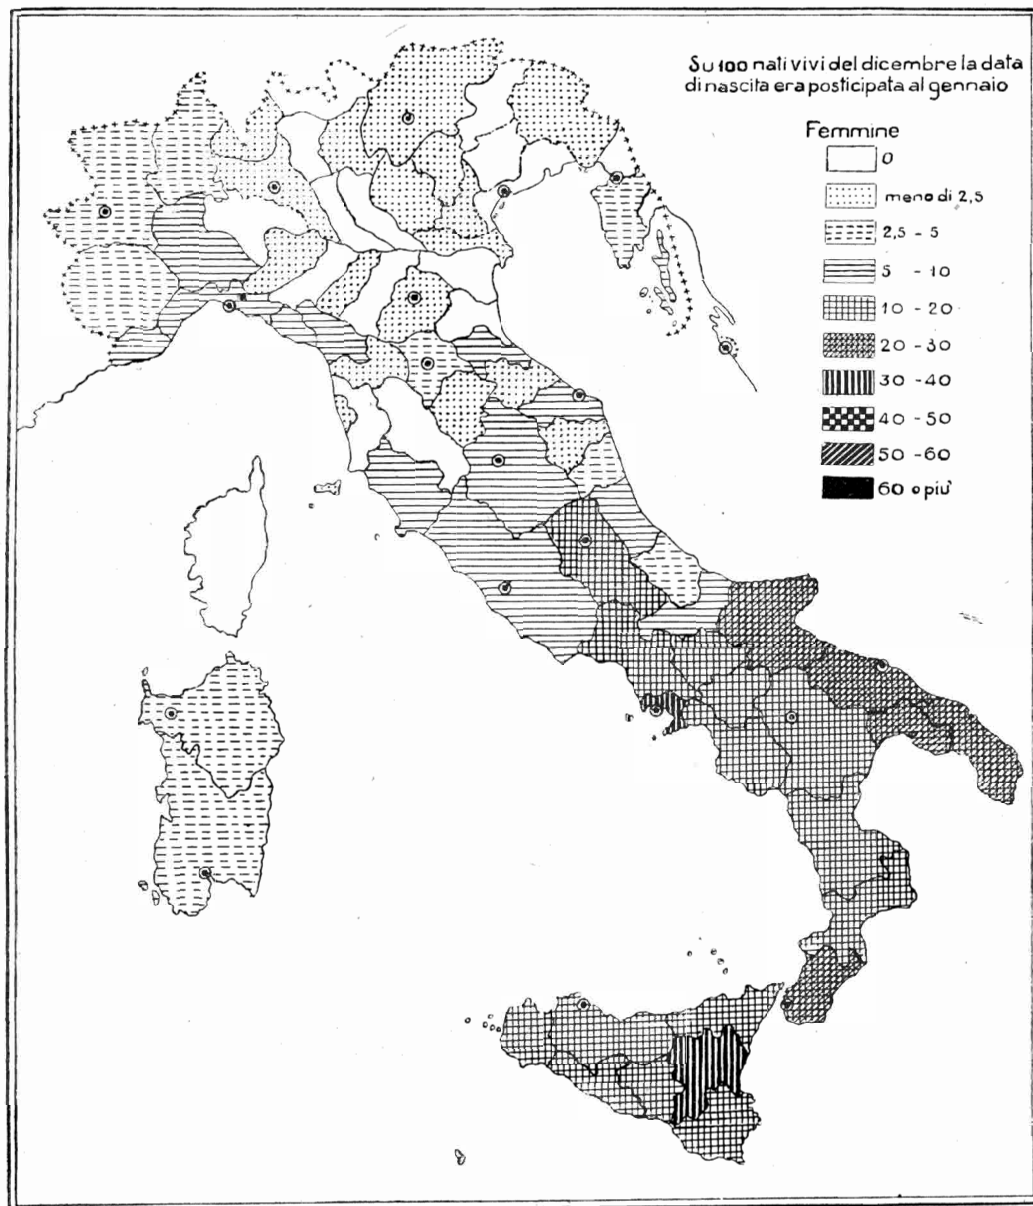 Su 100 nati vivi del dicembre la data
di nascita era posticipata al gennaio
Femmine
0
meno di 2,5
2,5 - 5
5 - 10
10 - 20
20 - 30
30 - 40
40 - 50
50 - 60
60 o più